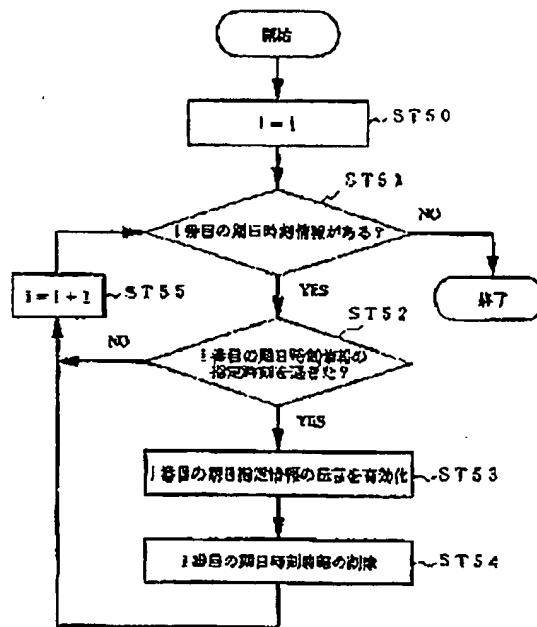 開始
i = 1
ST50
ST51
i番目の期日時刻情報がある?
NO
終了
YES
i = i + 1
ST55
ST52
NO
i番目の期日時刻情報の
指定時刻を過ぎた?
YES
i番目の期日指定情報の伝言を有効化
ST53
i番目の期日時刻情報の削除
ST54